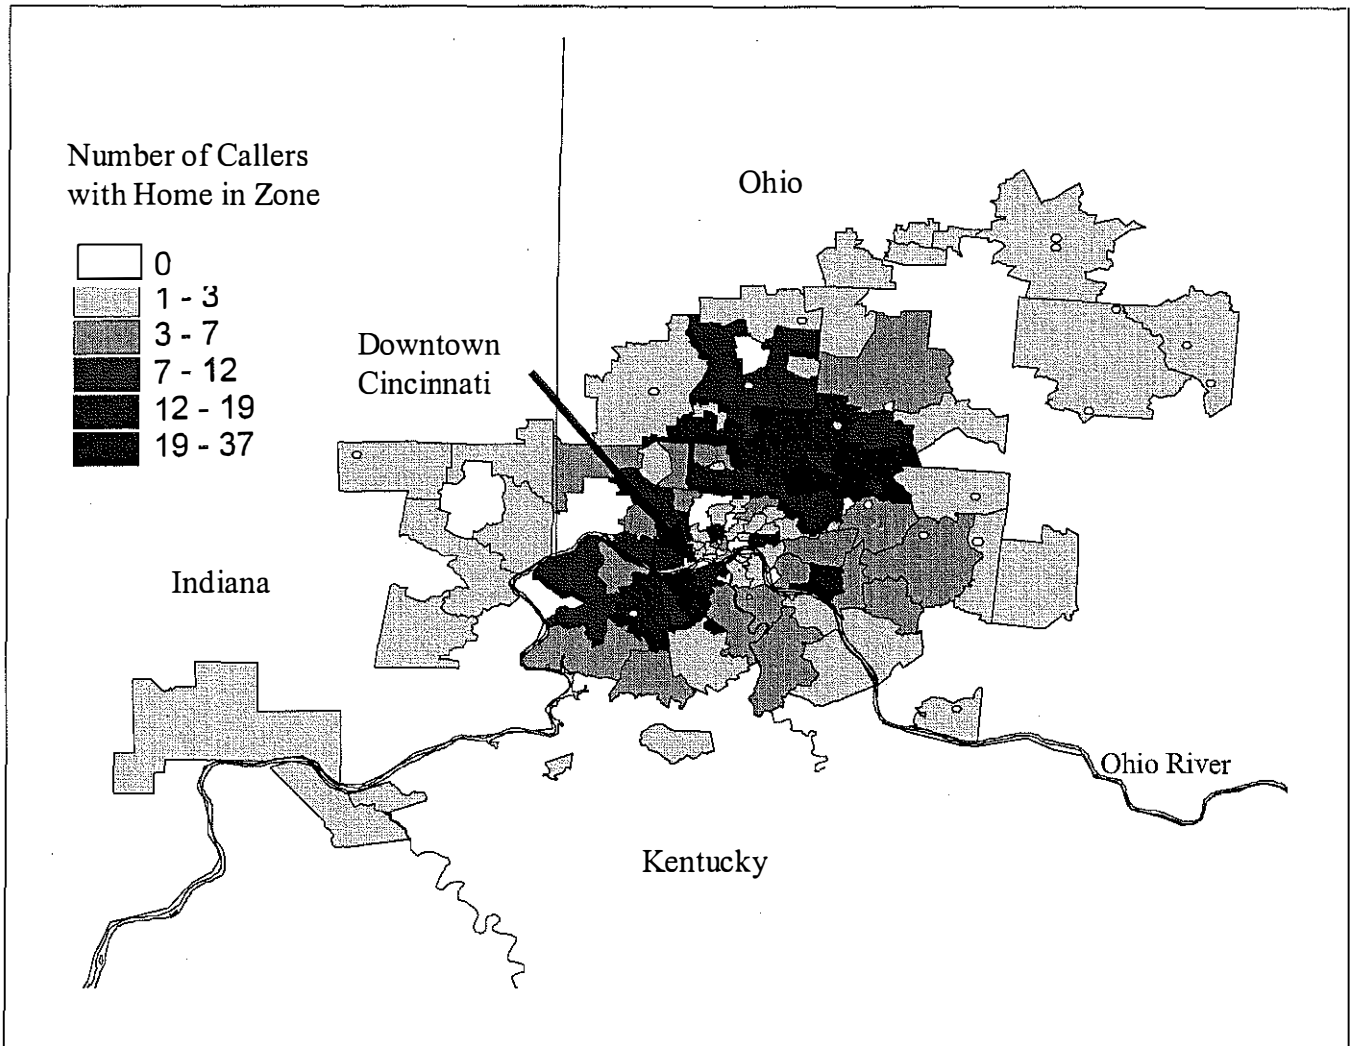 Number of Callers
with Home in Zone
0
1 - 3
3 - 7
7 - 12
12 - 19
19 - 37
Ohio
Downtown
Cincinnati
Indiana
Ohio River
Kentucky